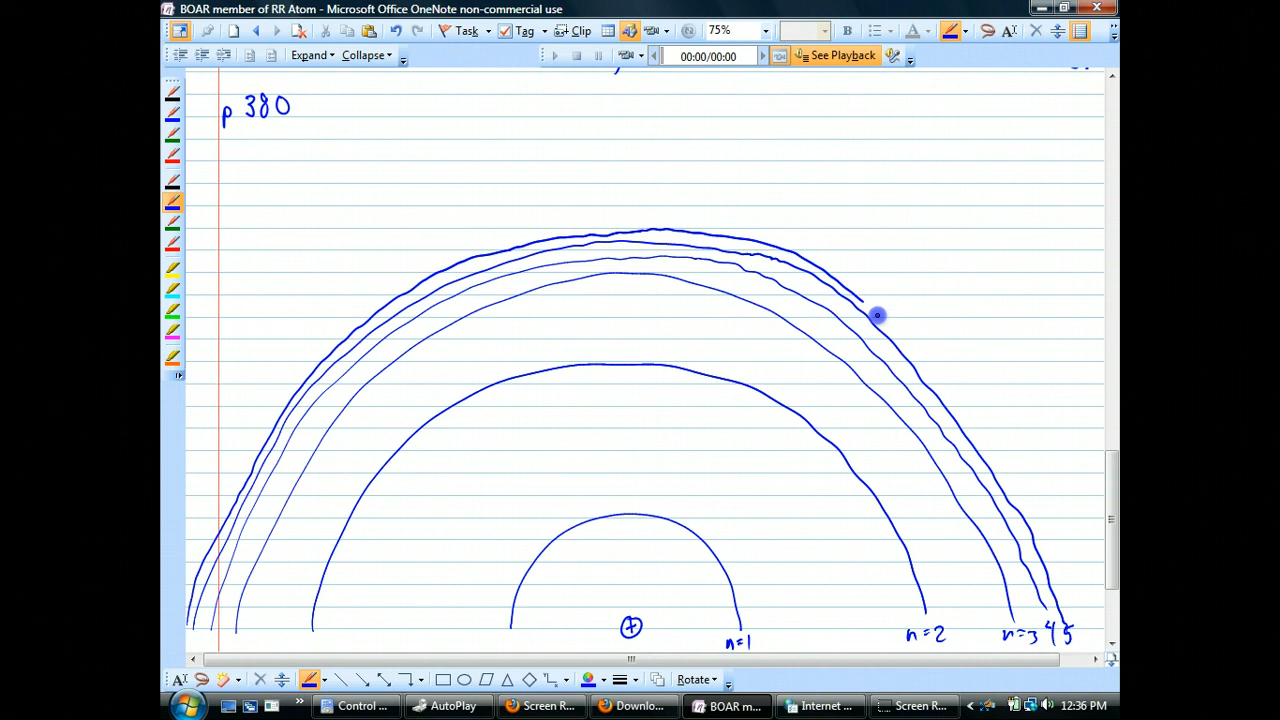 BOAR member of RR Atom - Microsoft Office OneNote non-commercial use
Task Tag Clip 75% B A
Expand Collapse 00:00/00:00 See Playback
p 380
+
n=1 n=2 n=3 4 5
Rotate
Control ... AutoPlay Screen R... Downlo... BOAR m... Internet ... Screen R... 12:36 PM